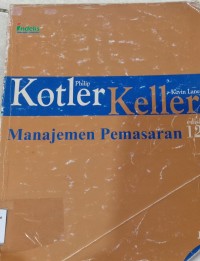 Philip
Kotler
Kevin Lane
Keller
edisi
12
Manajemen Pemasaran